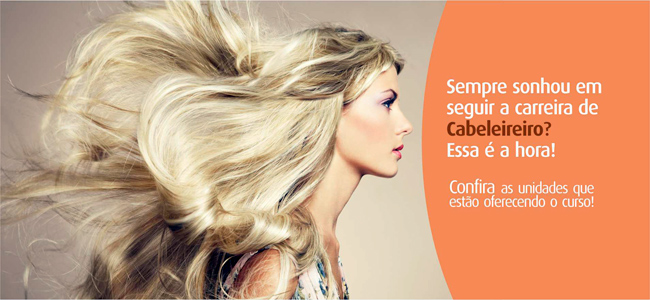 Sempre sonhou em
seguir a carreira de
Cabeleireiro?
Essa é a hora!
Confira as unidades que
estão oferecendo o curso!